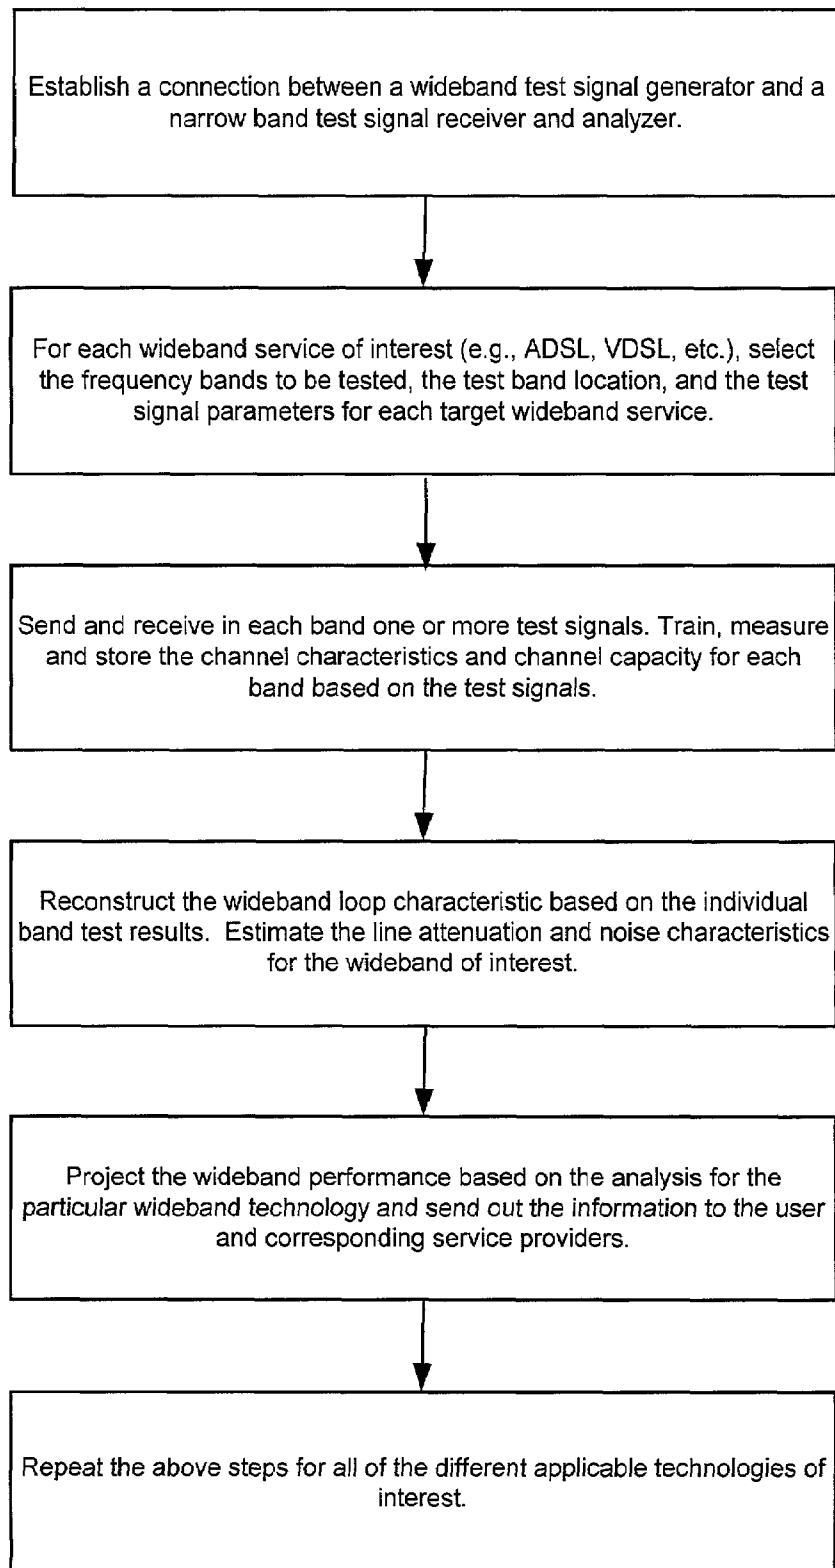 Establish a connection between a wideband test signal generator and a
narrow band test signal receiver and analyzer.
For each wideband service of interest (e.g., ADSL, VDSL, etc.), select
the frequency bands to be tested, the test band location, and the test
signal parameters for each target wideband service.
Send and receive in each band one or more test signals. Train, measure
and store the channel characteristics and channel capacity for each
band based on the test signals.
Reconstruct the wideband loop characteristic based on the individual
band test results. Estimate the line attenuation and noise characteristics
for the wideband of interest.
Project the wideband performance based on the analysis for the
particular wideband technology and send out the information to the user
and corresponding service providers.
Repeat the above steps for all of the different applicable technologies of
interest.